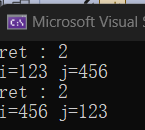 Microsoft Visual S
ret : 2
i=123 j=456
ret : 2
i=456 j=123